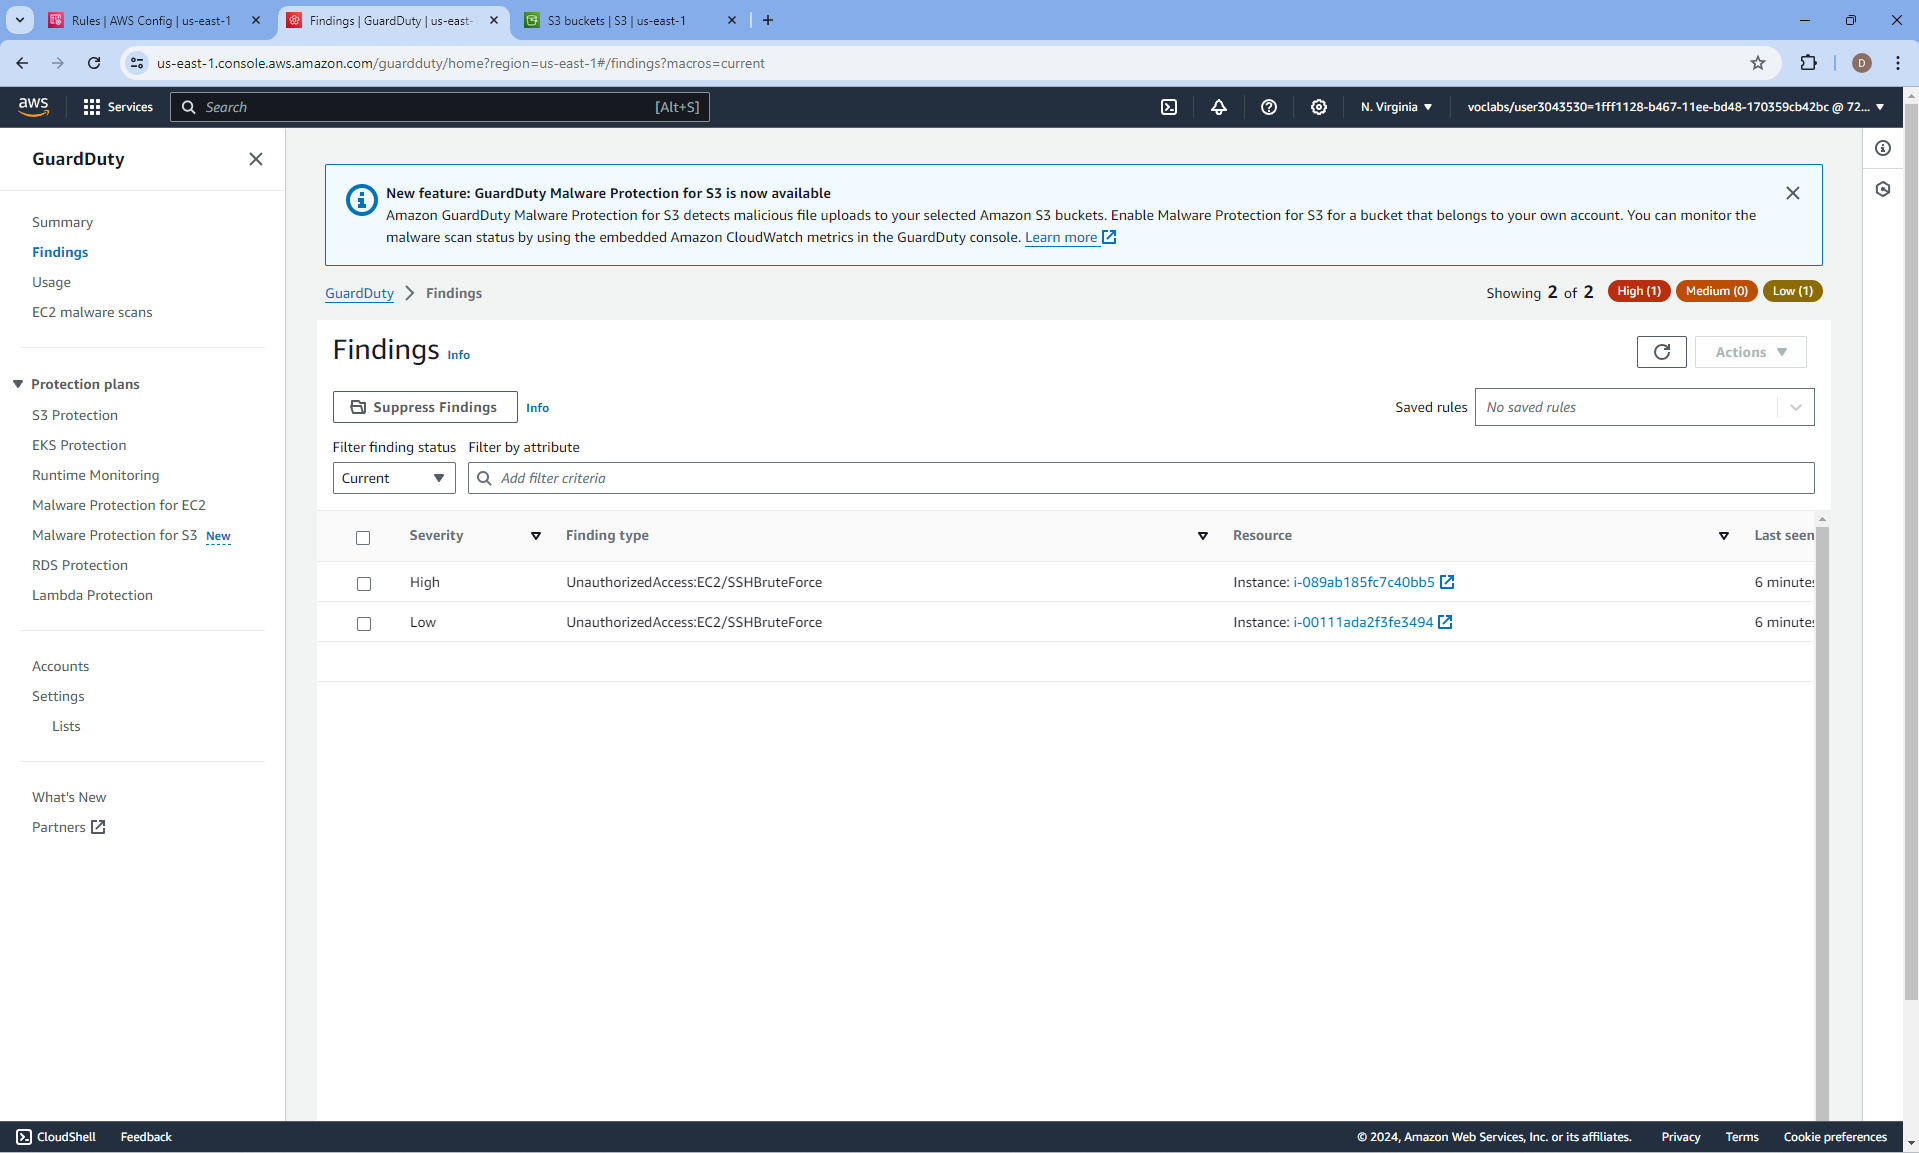 Rules | AWS Config | us-east-1
Findings | GuardDuty | us-east-
S3 buckets | S3 | us-east-1
us-east-1.console.aws.amazon.com/guardduty/home?region=us-east-1#/findings?macros=current
D
aws
Services
Search
[Alt+S]
N. Virginia
voclabs/user3043530=1fff1128-b467-11ee-bd48-170359cb42bc @ 72...
GuardDuty
Summary
Findings
Usage
EC2 malware scans
Protection plans
S3 Protection
EKS Protection
Runtime Monitoring
Malware Protection for EC2
Malware Protection for S3 New
RDS Protection
Lambda Protection
Accounts
Settings
Lists
What's New
Partners
New feature: GuardDuty Malware Protection for S3 is now available
Amazon GuardDuty Malware Protection for S3 detects malicious file uploads to your selected Amazon S3 buckets. Enable Malware Protection for S3 for a bucket that belongs to your own account. You can monitor the
malware scan status by using the embedded Amazon CloudWatch metrics in the GuardDuty console. Learn more
GuardDuty > Findings
Showing 2 of 2
High (1)
Medium (0)
Low (1)
Findings Info
Actions
Suppress Findings
Info
Saved rules
No saved rules
Filter finding status
Filter by attribute
Current
Add filter criteria
Severity
Finding type
Resource
Last seen
High
UnauthorizedAccess:EC2/SSHBruteForce
Instance: i-089ab185fc7c40bb5
6 minutes
Low
UnauthorizedAccess:EC2/SSHBruteForce
Instance: i-00111ada2f3fe3494
6 minutes
CloudShell
Feedback
© 2024, Amazon Web Services, Inc. or its affiliates.
Privacy
Terms
Cookie preferences